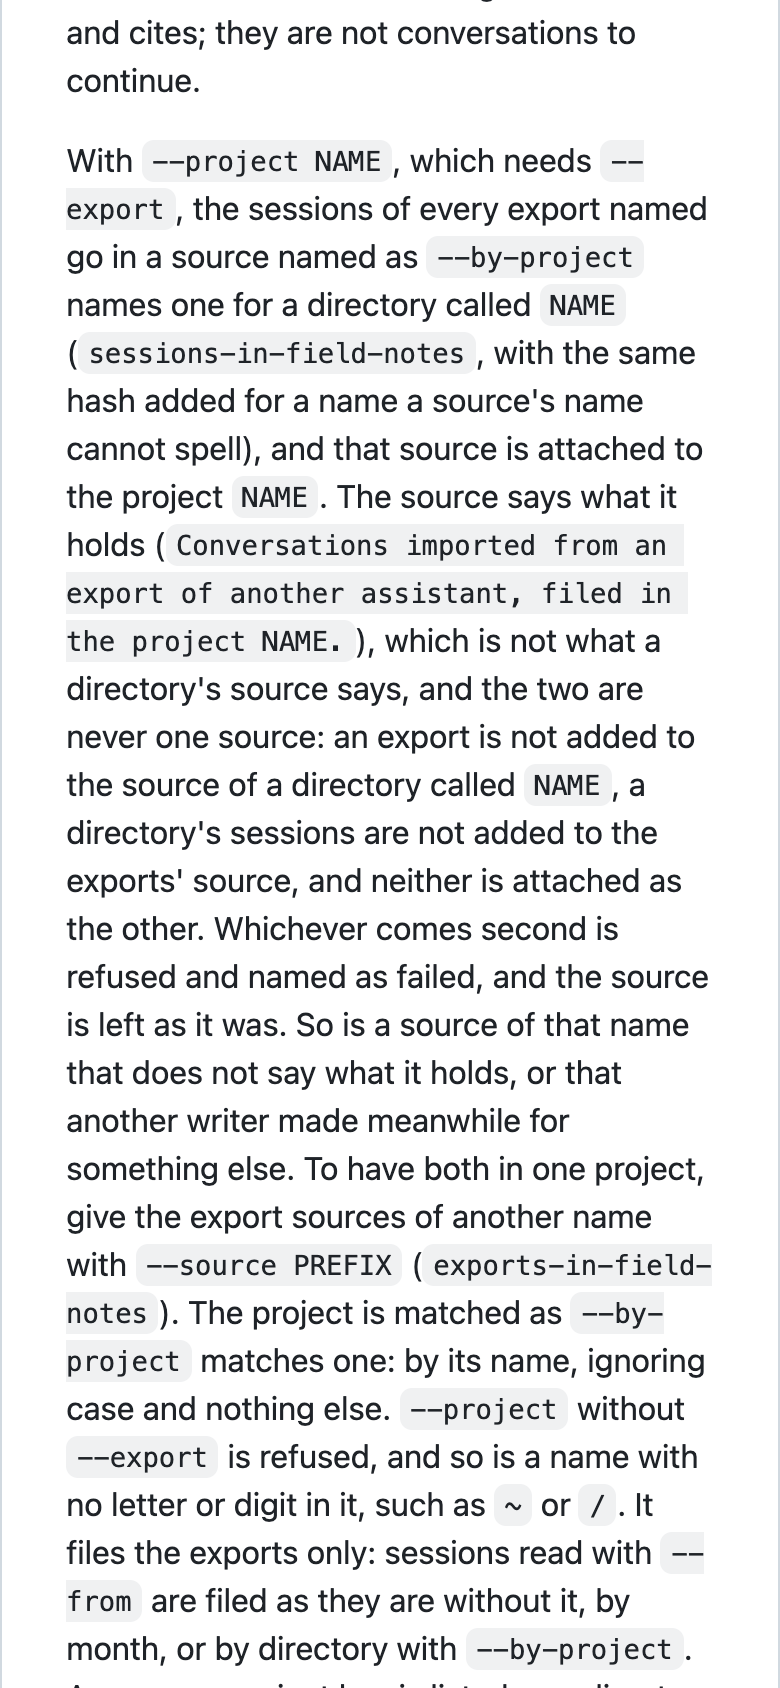 and cites; they are not conversations to
continue.
With --project NAME, which needs --
export, the sessions of every export named
go in a source named as --by-project
names one for a directory called NAME
(sessions-in-field-notes, with the same
hash added for a name a source's name
cannot spell), and that source is attached to
the project NAME. The source says what it
holds (Conversations imported from an
export of another assistant, filed in
the project NAME.), which is not what a
directory's source says, and the two are
never one source: an export is not added to
the source of a directory called NAME, a
directory's sessions are not added to the
exports' source, and neither is attached as
the other. Whichever comes second is
refused and named as failed, and the source
is left as it was. So is a source of that name
that does not say what it holds, or that
another writer made meanwhile for
something else. To have both in one project,
give the export sources of another name
with --source PREFIX (exports-in-field-
notes). The project is matched as --by-
project matches one: by its name, ignoring
case and nothing else. --project without
--export is refused, and so is a name with
no letter or digit in it, such as ~ or /. It
files the exports only: sessions read with --
from are filed as they are without it, by
month, or by directory with --by-project.